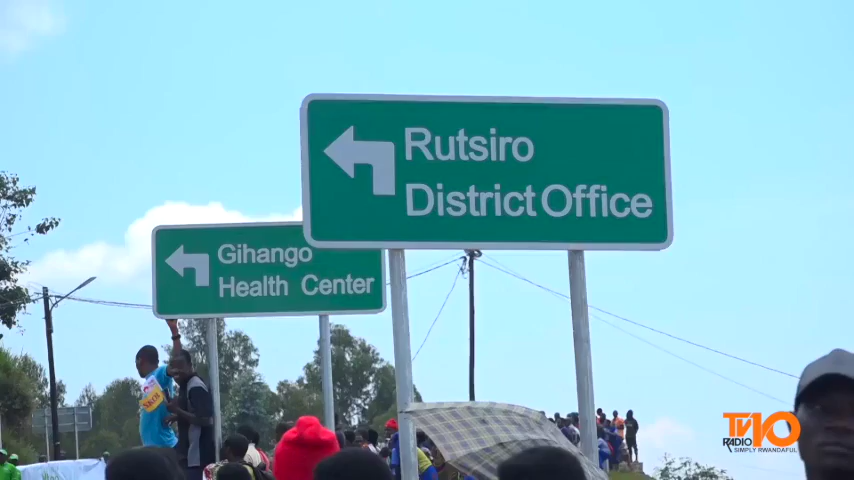 Rutsiro
District Office
Gihango
Health Center
TV10
RADIO
SIMPLY RWANDAFUL